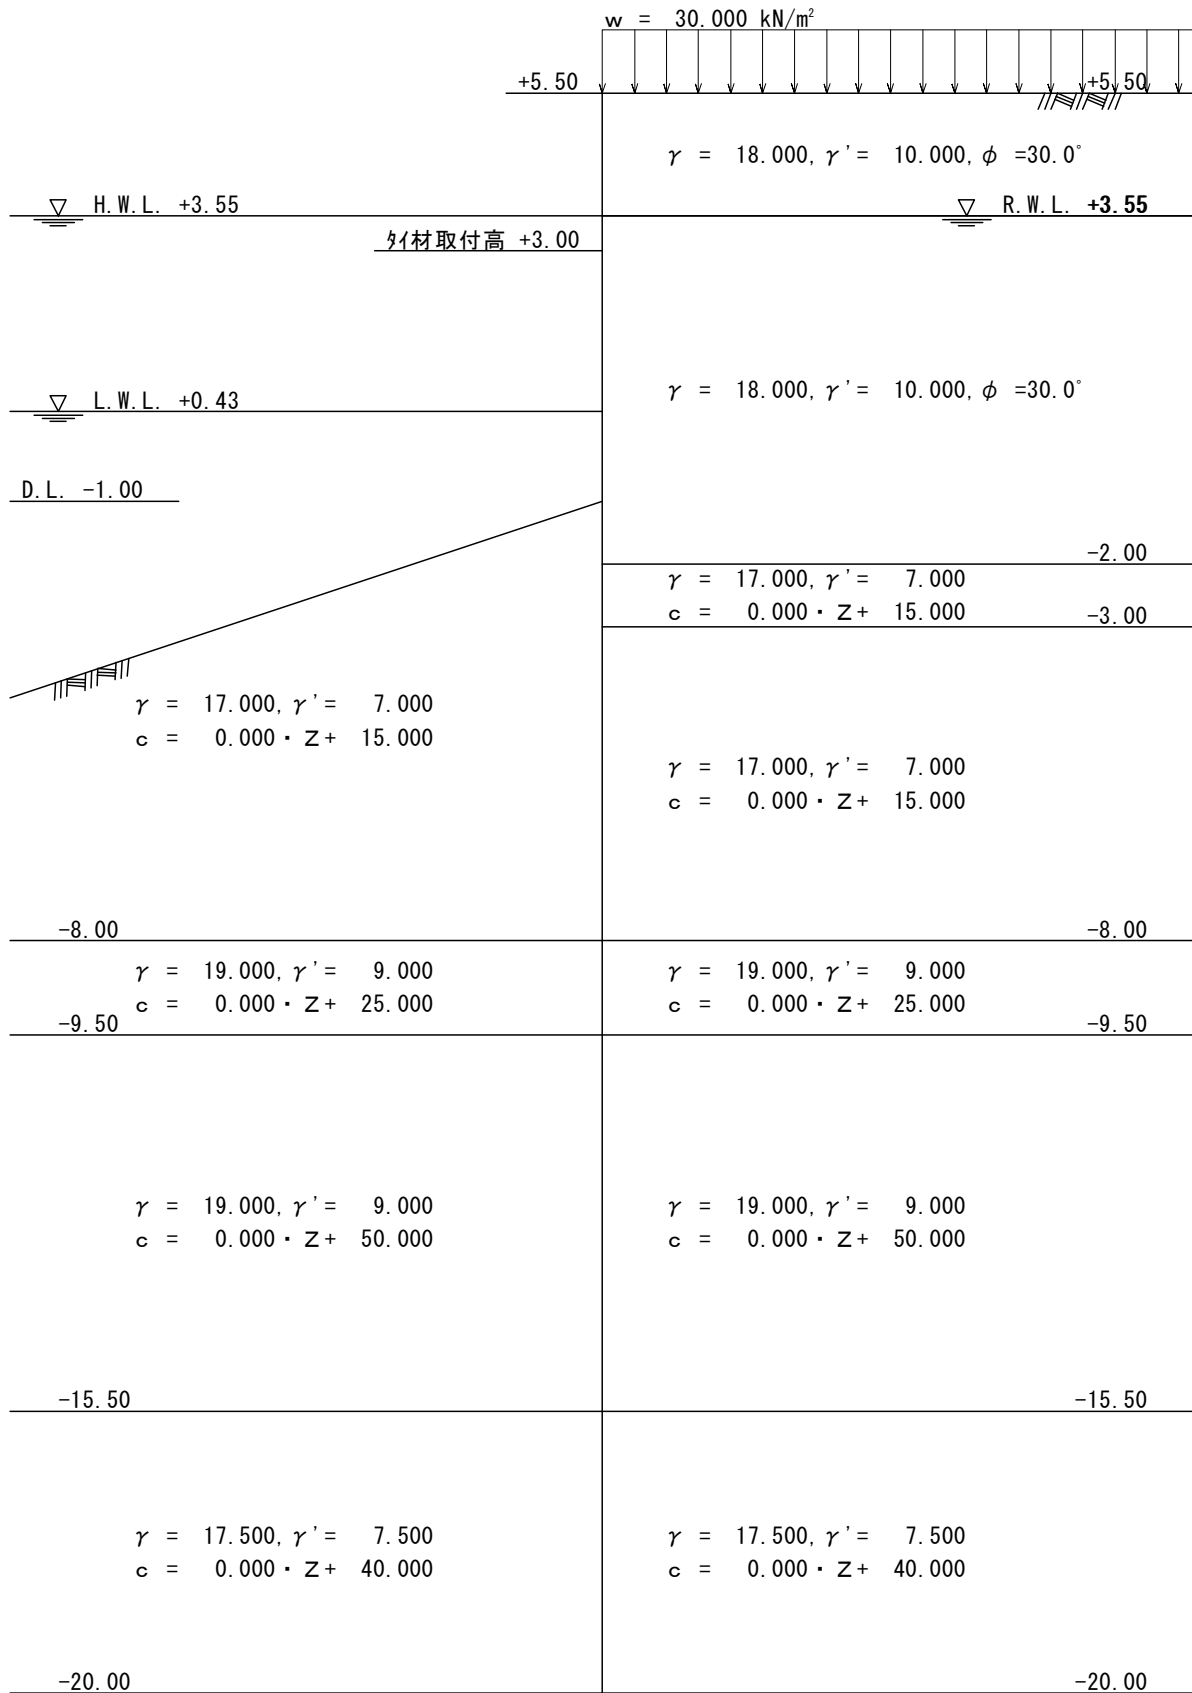 w = 30.000 kN/m²
+5.50 +5.50
γ = 18.000, γ'= 10.000, φ =30.0°
H.W.L. +3.55 R.W.L. +3.55
ﾀｲ材取付高 +3.00
γ = 18.000, γ'= 10.000, φ =30.0°
L.W.L. +0.43
D.L. -1.00
-2.00
γ = 17.000, γ'= 7.000
c = 0.000・Z+ 15.000 -3.00
γ = 17.000, γ'= 7.000
c = 0.000・Z+ 15.000
γ = 17.000, γ'= 7.000
c = 0.000・Z+ 15.000
-8.00 -8.00
γ = 19.000, γ'= 9.000 γ = 19.000, γ'= 9.000
c = 0.000・Z+ 25.000 c = 0.000・Z+ 25.000
-9.50 -9.50
γ = 19.000, γ'= 9.000 γ = 19.000, γ'= 9.000
c = 0.000・Z+ 50.000 c = 0.000・Z+ 50.000
-15.50 -15.50
γ = 17.500, γ'= 7.500 γ = 17.500, γ'= 7.500
c = 0.000・Z+ 40.000 c = 0.000・Z+ 40.000
-20.00 -20.00